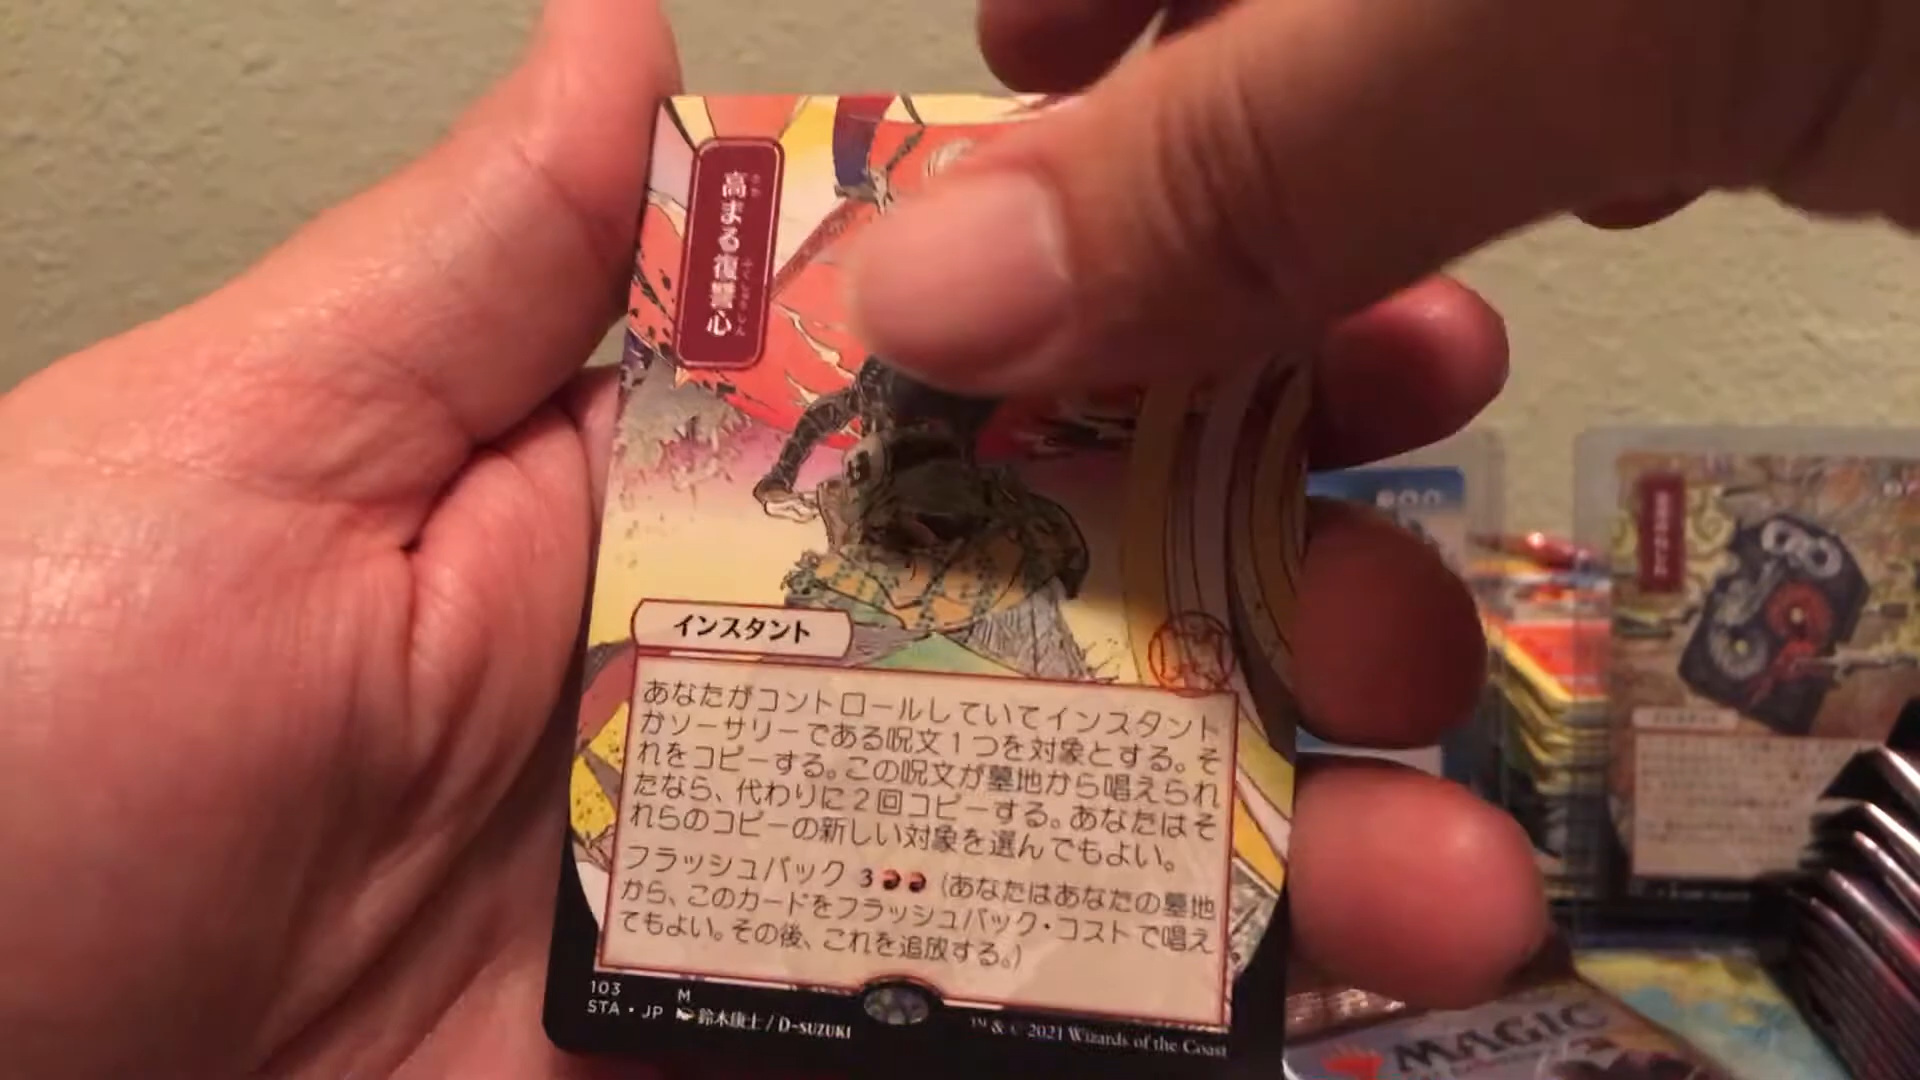 高まる復讐心
たか
ふくしゅうしん
インスタント
あなたがコントロールしていてインスタント
かソーサリーである呪文1つを対象とする。そ
れをコピーする。この呪文が墓地から唱えられ
たなら、代わりに2回コピーする。あなたはそ
れらのコピーの新しい対象を選んでもよい。
フラッシュバック 3 (あなたはあなたの墓地
から、このカードをフラッシュバック・コストで唱え
てもよい。その後、これを追放する。)
103 M
STA • JP 鈴木康士 / D-SUZUKI
™ & © 2021 Wizards of the Coast
MAGIC